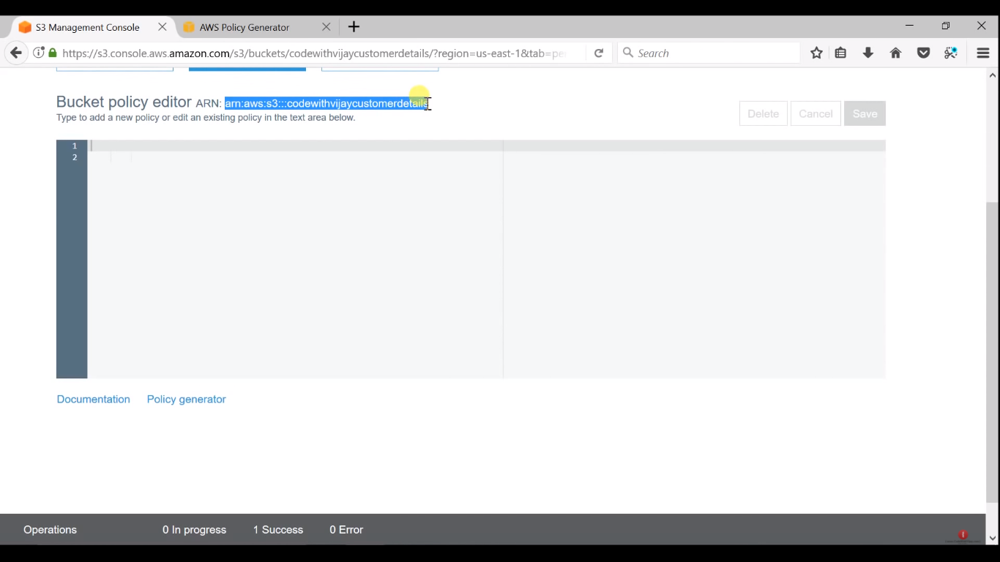 S3 Management Console
AWS Policy Generator
https://s3.console.aws.amazon.com/s3/buckets/codewithvijaycustomerdetails/?region=us-east-1&tab=pe
Search
Bucket policy editor ARN: arn:aws:s3:::codewithvijaycustomerdetails
Type to add a new policy or edit an existing policy in the text area below.
Delete
Cancel
Save
1
2
Documentation
Policy generator
Operations
0 In progress
1 Success
0 Error